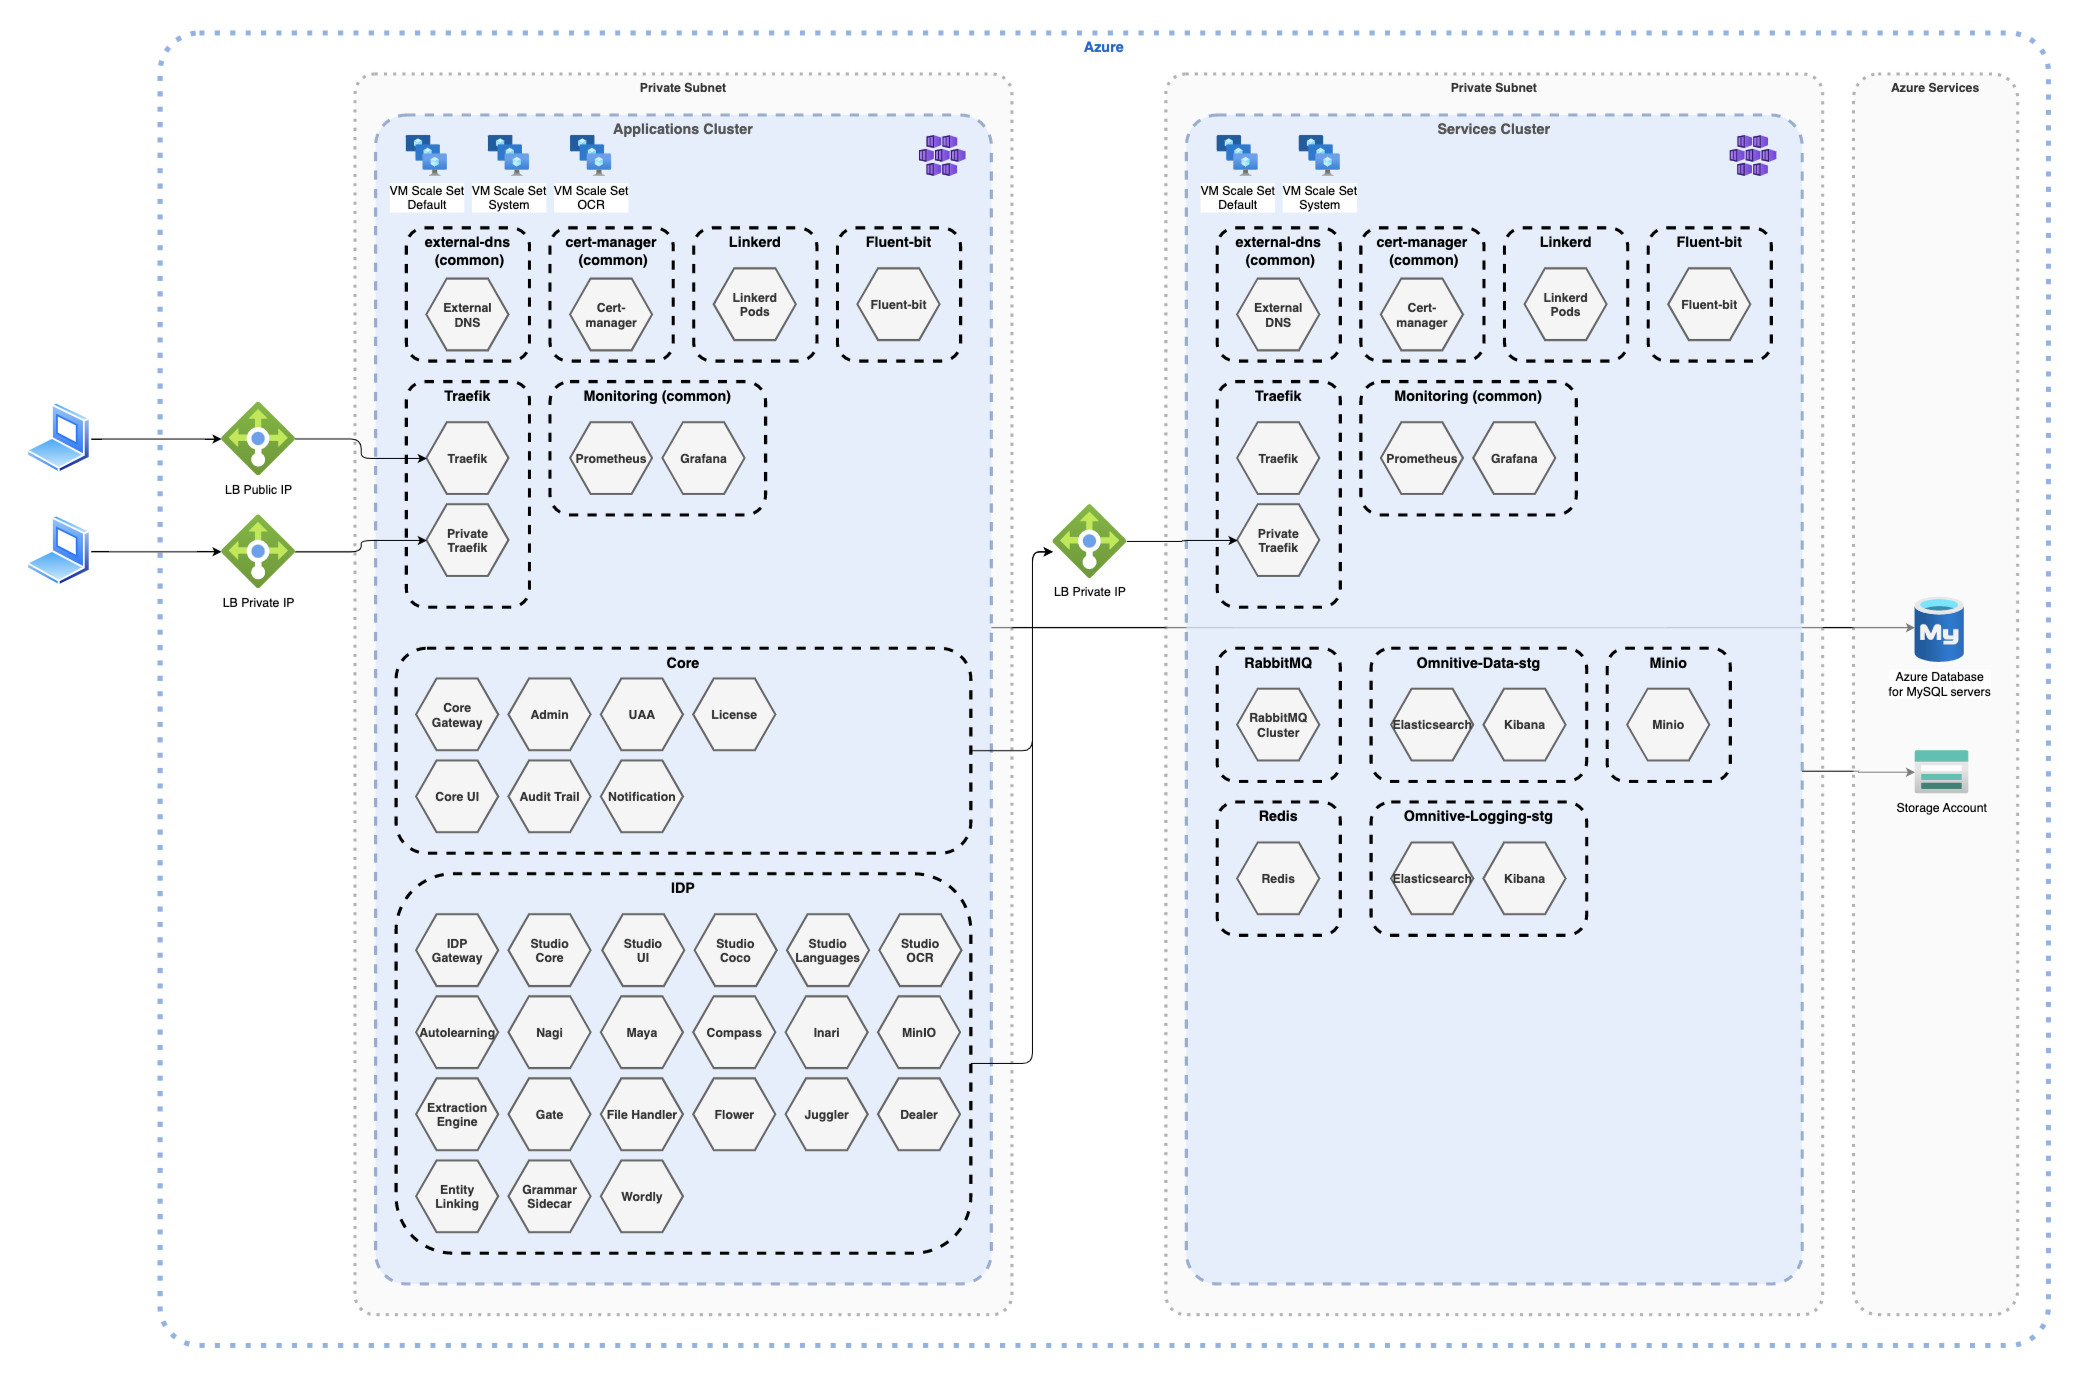 Azure
Private Subnet
Applications Cluster
VM Scale Set
Default
VM Scale Set
System
VM Scale Set
OCR
external-dns
(common)
External
DNS
cert-manager
(common)
Cert-
manager
Linkerd
Linkerd
Pods
Fluent-bit
Fluent-bit
Traefik
Traefik
Private
Traefik
Monitoring (common)
Prometheus
Grafana
LB Public IP
LB Private IP
Core
Core
Gateway
Admin
UAA
License
Core UI
Audit Trail
Notification
IDP
IDP
Gateway
Studio
Core
Studio
UI
Studio
Coco
Studio
Languages
Studio
OCR
Autolearning
Nagi
Maya
Compass
Inari
MinIO
Extraction
Engine
Gate
File Handler
Flower
Juggler
Dealer
Entity
Linking
Grammar
Sidecar
Wordly
LB Private IP
Private Subnet
Services Cluster
VM Scale Set
Default
VM Scale Set
System
external-dns
(common)
External
DNS
cert-manager
(common)
Cert-
manager
Linkerd
Linkerd
Pods
Fluent-bit
Fluent-bit
Traefik
Traefik
Private
Traefik
Monitoring (common)
Prometheus
Grafana
RabbitMQ
RabbitMQ
Cluster
Omnitive-Data-stg
Elasticsearch
Kibana
Minio
Minio
Redis
Redis
Omnitive-Logging-stg
Elasticsearch
Kibana
Azure Services
My
Azure Database
for MySQL servers
Storage Account